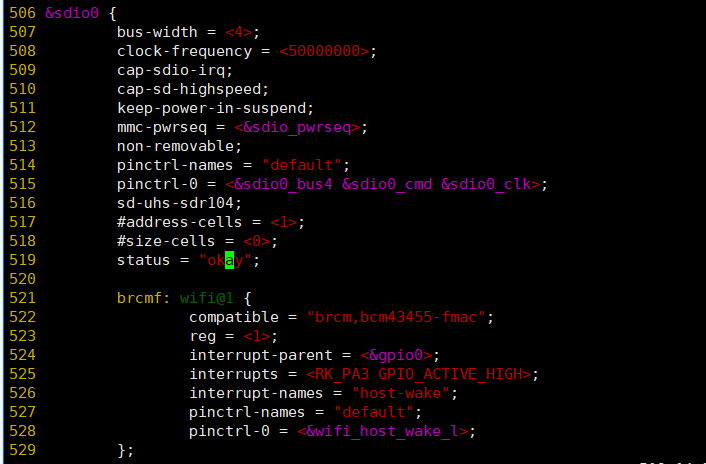 506 &sdio0 {
507 bus-width = <4>;
508 clock-frequency = <50000000>;
509 cap-sdio-irq;
510 cap-sd-highspeed;
511 keep-power-in-suspend;
512 mmc-pwrseq = <&sdio_pwrseq>;
513 non-removable;
514 pinctrl-names = "default";
515 pinctrl-0 = <&sdio0_bus4 &sdio0_cmd &sdio0_clk>;
516 sd-uhs-sdr104;
517 #address-cells = <1>;
518 #size-cells = <0>;
519 status = "okay";
520
521 brcmf: wifi@1 {
522 compatible = "brcm,bcm43455-fmac";
523 reg = <1>;
524 interrupt-parent = <&gpio0>;
525 interrupts = <RK_PA3 GPIO_ACTIVE_HIGH>;
526 interrupt-names = "host-wake";
527 pinctrl-names = "default";
528 pinctrl-0 = <&wifi_host_wake_l>;
529 };